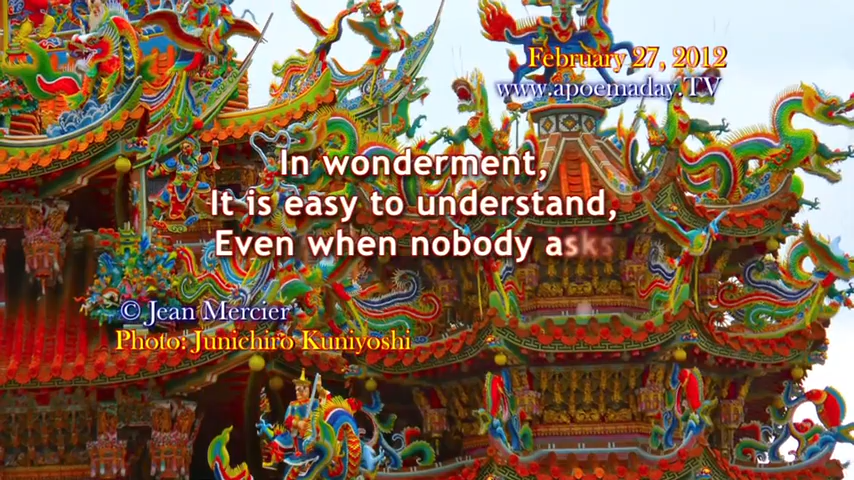 February 27, 2012
www.apoemaday.TV
In wonderment,
It is easy to understand,
Even when nobody asks
© Jean Mercier
Photo: Junichiro Kuniyoshi